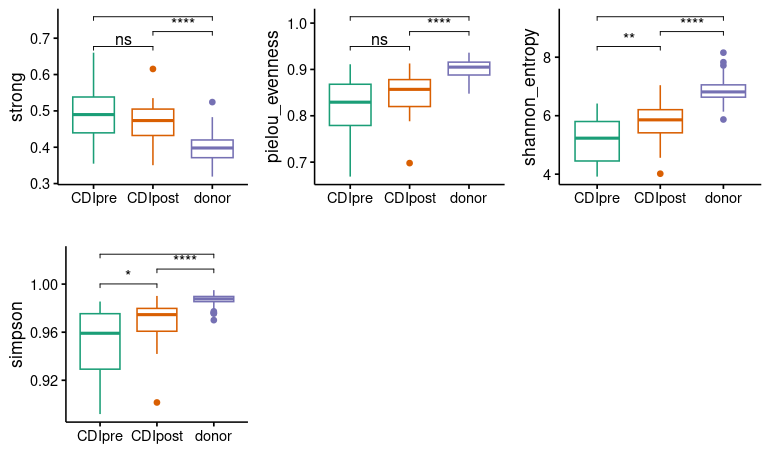 strong
0.7
0.6
0.5
0.4
0.3
ns
****
CDIpre CDIpost donor
pielou_evenness
1.0
0.9
0.8
0.7
ns
****
CDIpre CDIpost donor
shannon_entropy
8
6
4
**
****
CDIpre CDIpost donor
simpson
1.00
0.96
0.92
*
****
CDIpre CDIpost donor